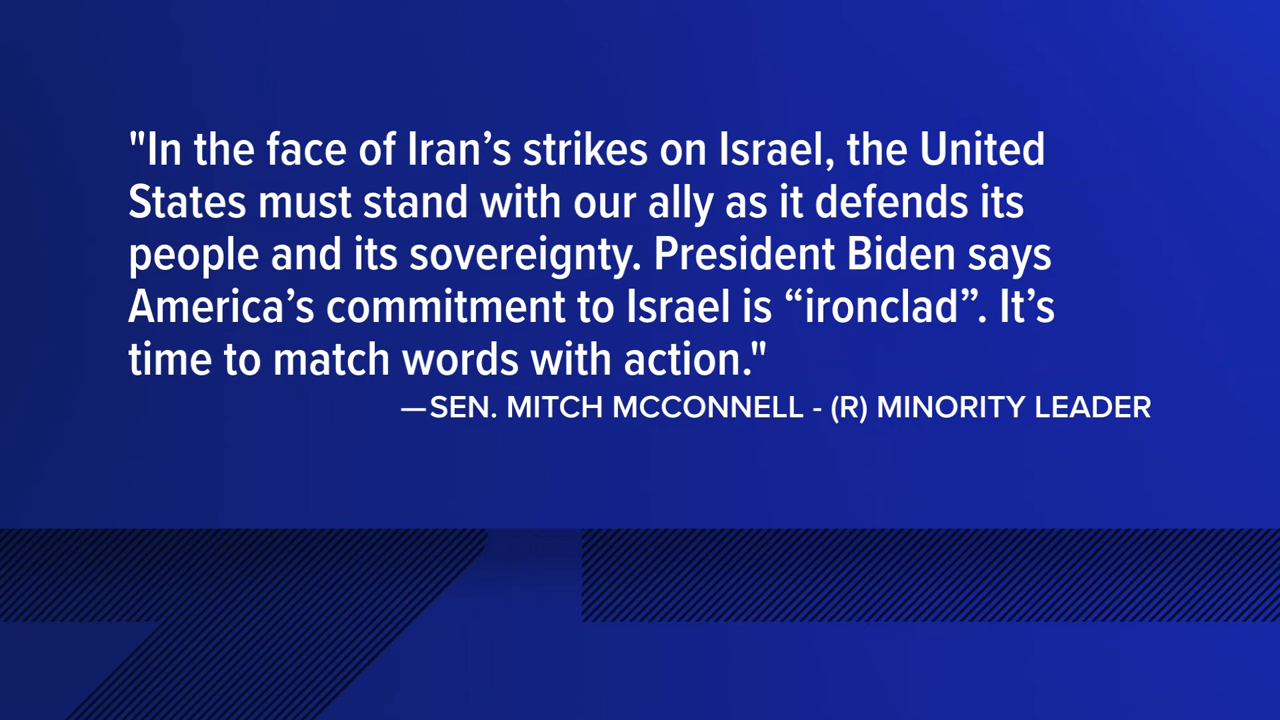 "In the face of Iran’s strikes on Israel, the United
States must stand with our ally as it defends its
people and its sovereignty. President Biden says
America’s commitment to Israel is “ironclad”. It’s
time to match words with action."
—SEN. MITCH MCCONNELL - (R) MINORITY LEADER